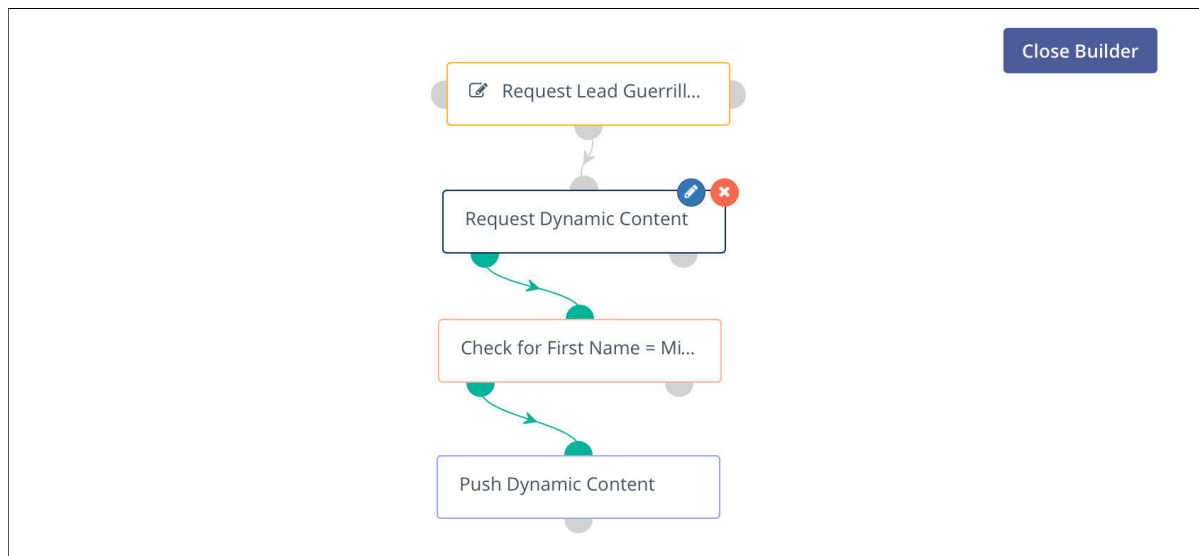 Close Builder
Request Lead Guerrill...
Request Dynamic Content
Check for First Name = Mi...
Push Dynamic Content